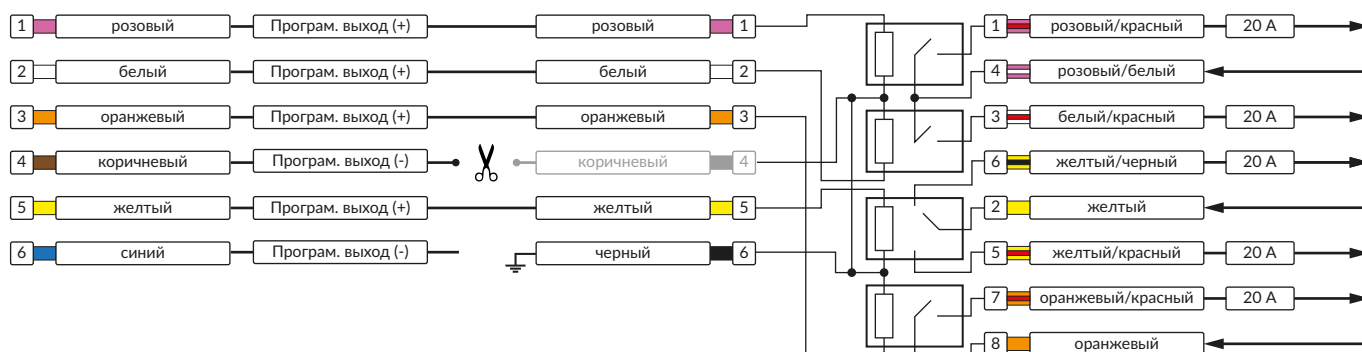 1 розовый Програм. выход (+) розовый 1 1 розовый/красный 20 A
2 белый Програм. выход (+) белый 2 4 розовый/белый
3 оранжевый Програм. выход (+) оранжевый 3 3 белый/красный 20 A
4 коричневый Програм. выход (-) коричневый 4 6 желтый/черный 20 A
5 желтый Програм. выход (+) желтый 5 2 желтый
6 синий Програм. выход (-) черный 6 5 желтый/красный 20 A
7 оранжевый/красный 20 A
8 оранжевый